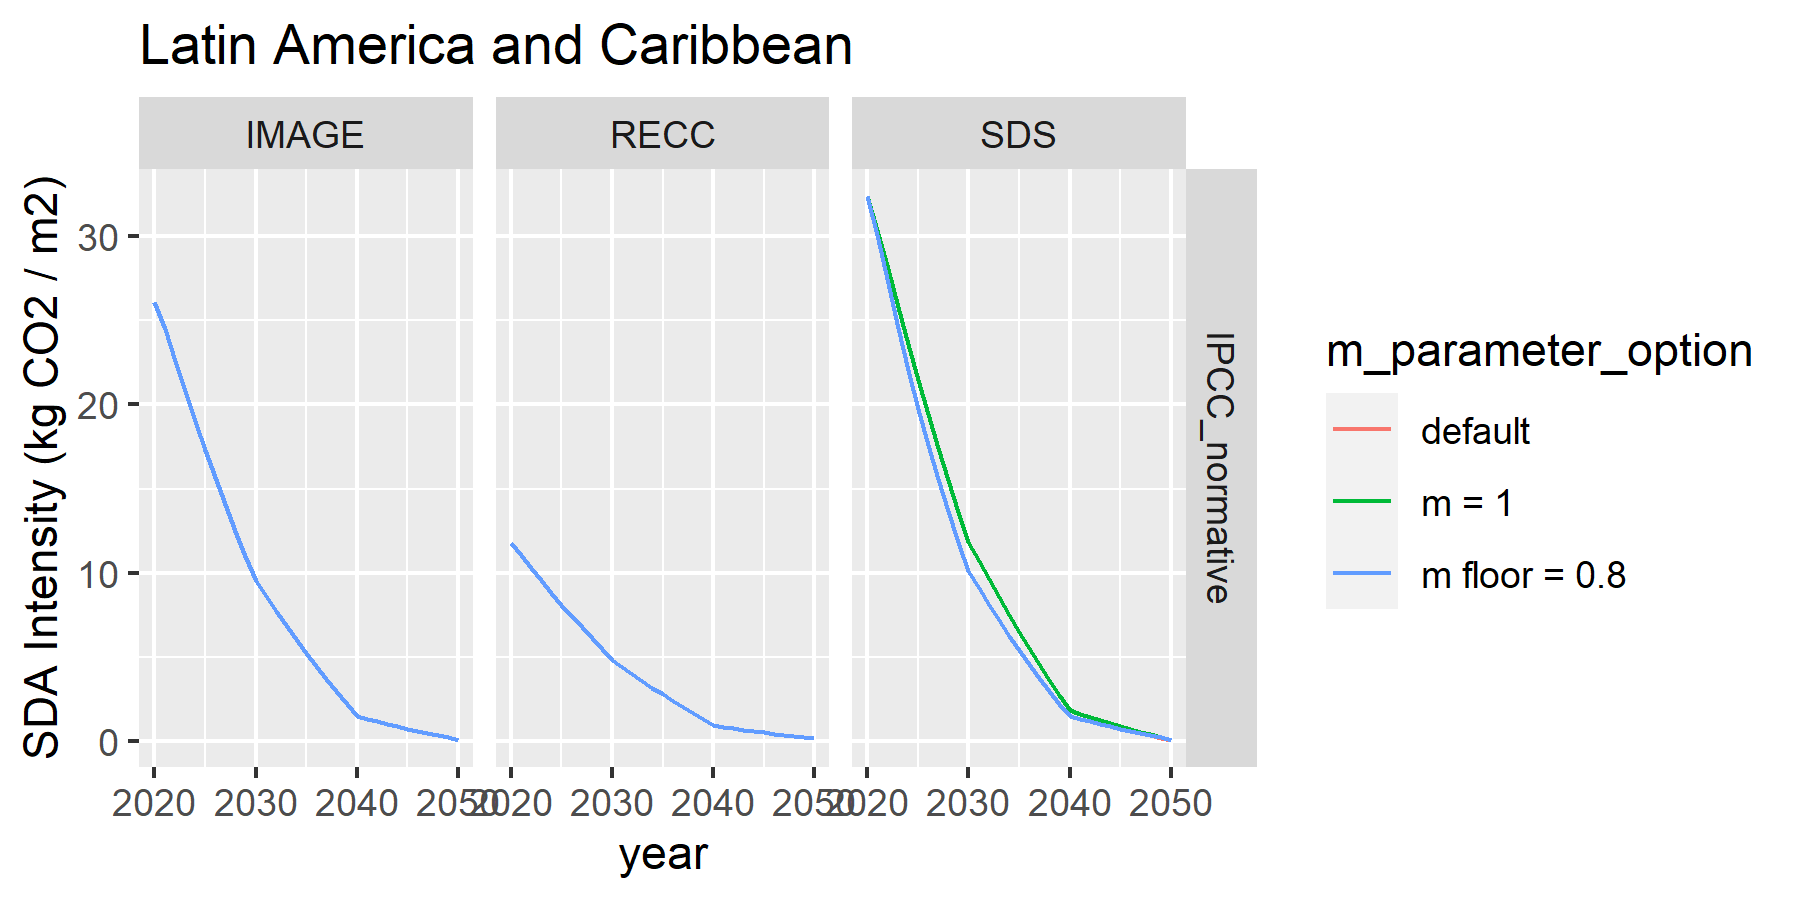 Latin America and Caribbean
IMAGE
RECC
SDS
SDA Intensity (kg CO2 / m2)
30
20
10
0
IPCC_normative
2020 2030 2040 2050
2020 2030 2040 2050
2020 2030 2040 2050
year
m_parameter_option
default
m = 1
m floor = 0.8